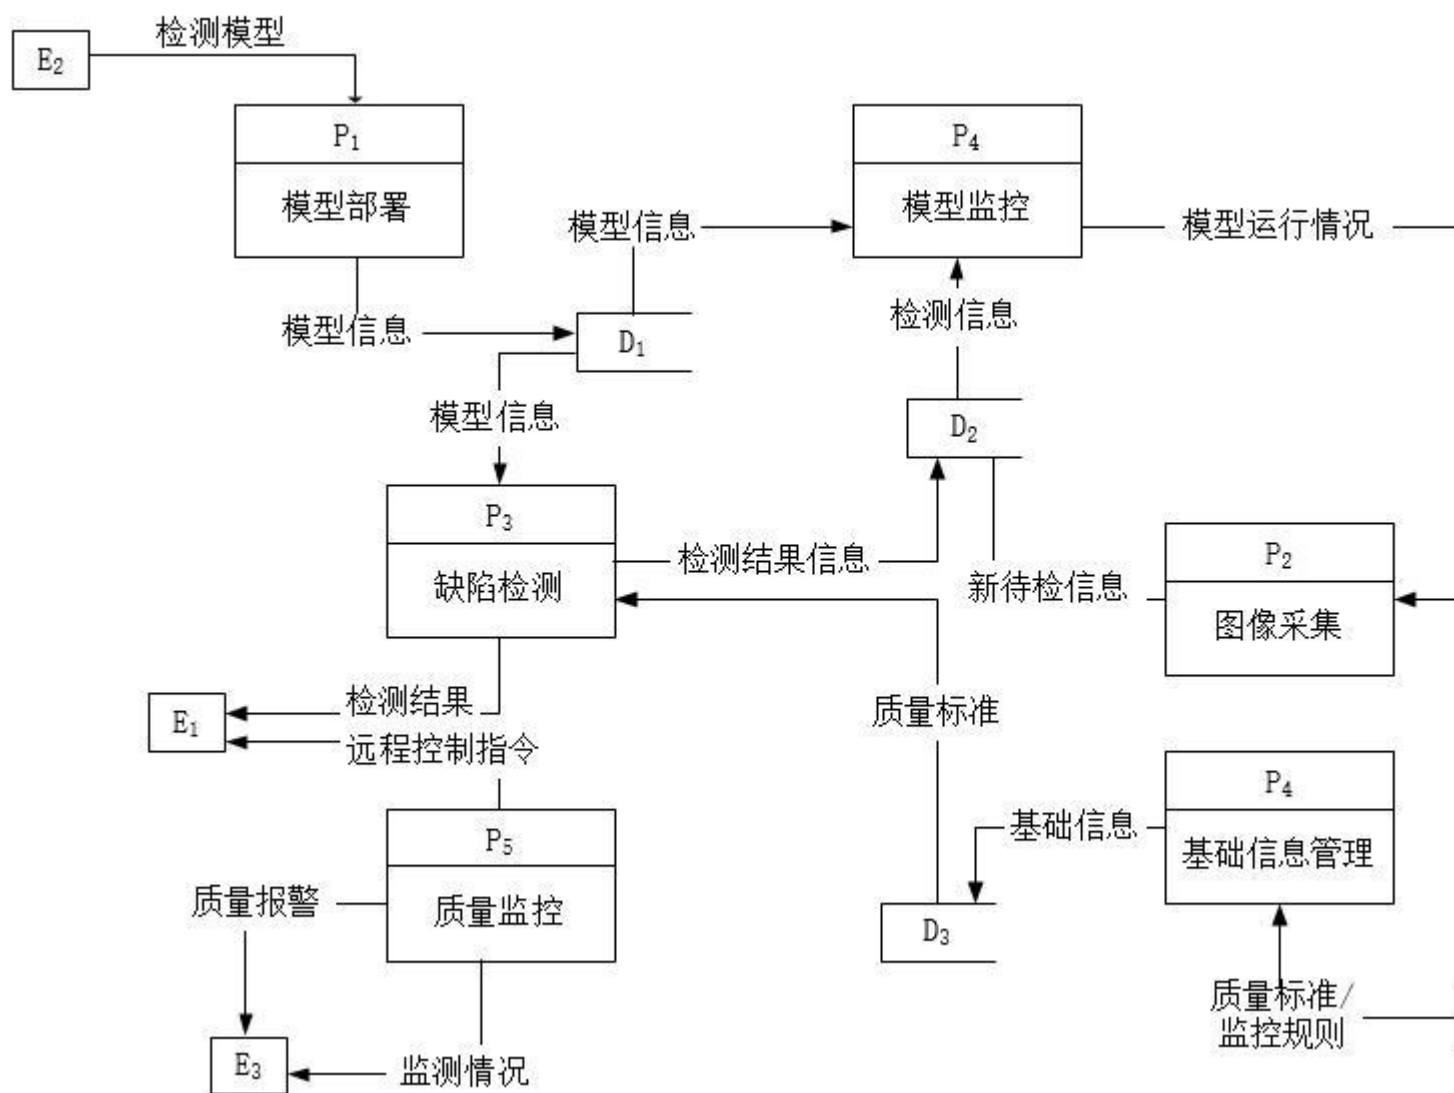 检测模型
E₂
P₁
模型部署
P₄
模型监控
模型信息
模型运行情况
检测信息
模型信息
D₁
模型信息
D₂
P₃
缺陷检测
检测结果信息
P₂
图像采集
新待检信息
检测结果
E₁
远程控制指令
质量标准
P₄
基础信息管理
基础信息
P₅
质量监控
质量报警
D₃
质量标准/
监控规则
E₃
监测情况